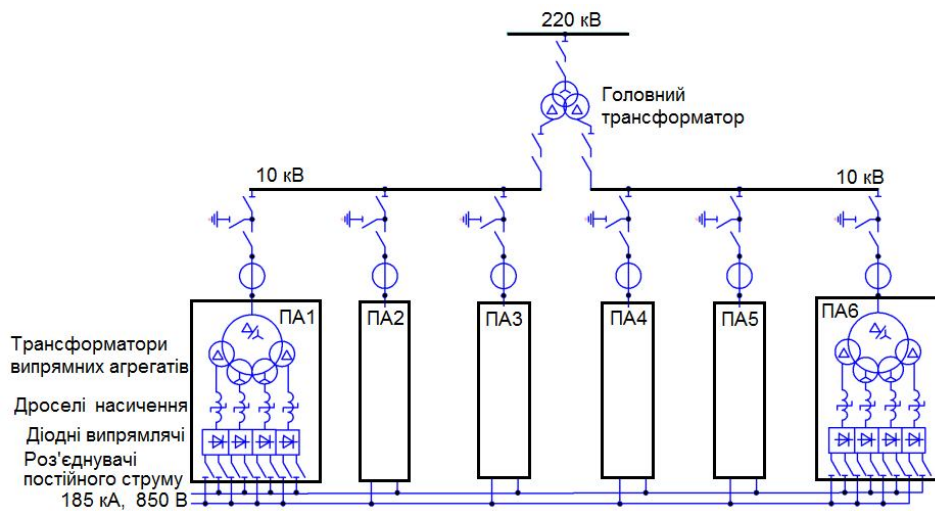 220 кВ
Головний
трансформатор
10 кВ
10 кВ
ПА1
ПА2
ПА3
ПА4
ПА5
ПА6
Трансформатори
випрямних агрегатів
Дроселі насичення
Діодні випрямлячі
Роз'єднувачі
постійного струму
185 кА, 850 В